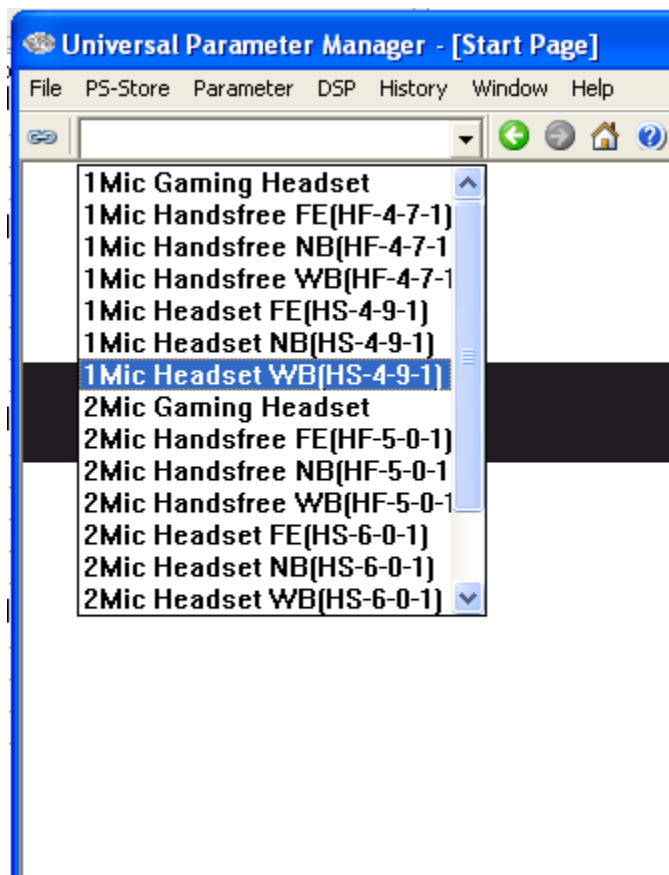 Universal Parameter Manager - [Start Page]
File PS-Store Parameter DSP History Window Help
1Mic Gaming Headset
1Mic Handsfree FE(HF-4-7-1)
1Mic Handsfree NB(HF-4-7-1
1Mic Handsfree WB(HF-4-7-1
1Mic Headset FE(HS-4-9-1)
1Mic Headset NB(HS-4-9-1)
1Mic Headset WB(HS-4-9-1)
2Mic Gaming Headset
2Mic Handsfree FE(HF-5-0-1)
2Mic Handsfree NB(HF-5-0-1
2Mic Handsfree WB(HF-5-0-1
2Mic Headset FE(HS-6-0-1)
2Mic Headset NB(HS-6-0-1)
2Mic Headset WB(HS-6-0-1)